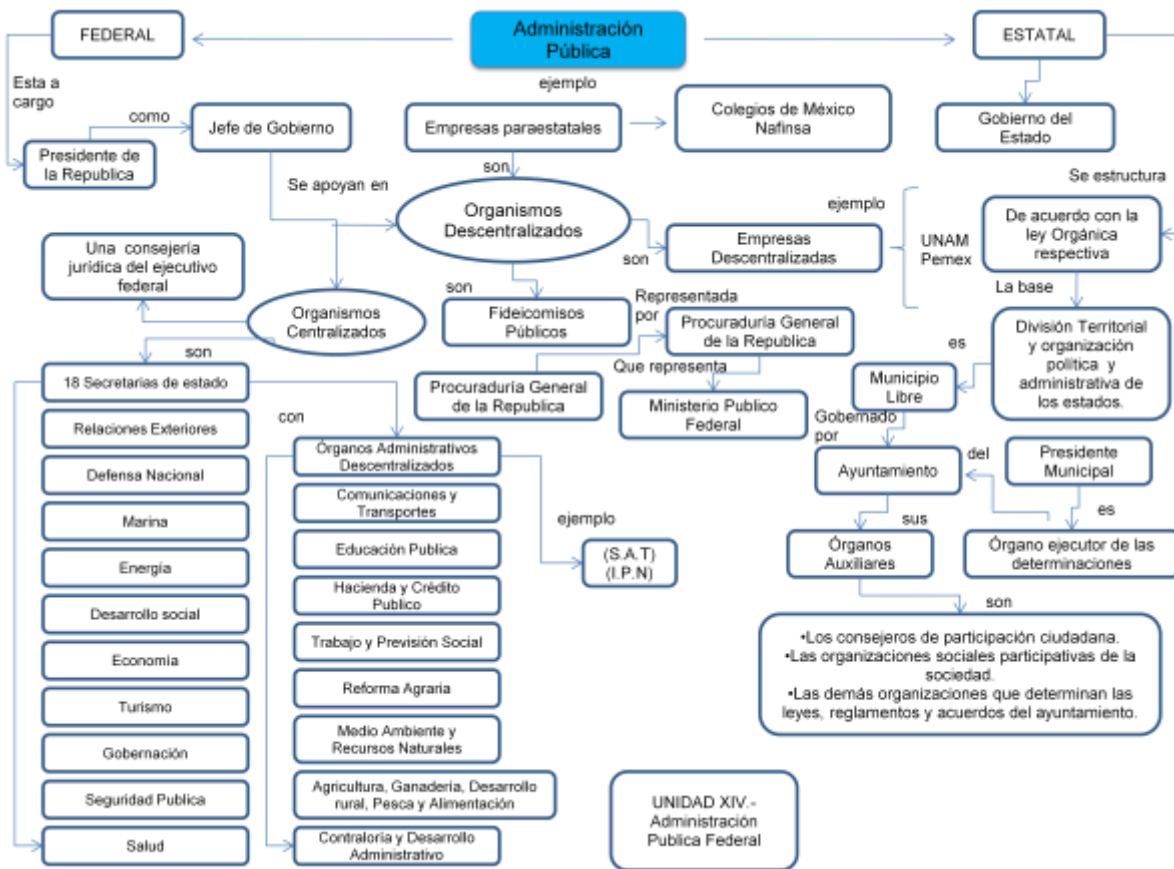 FEDERAL
Administración
Pública
ESTATAL
Esta a
cargo
como
Presidente de
la Republica
Jefe de Gobierno
ejemplo
Empresas paraestatales
Colegios de México
Nafinsa
Gobierno del
Estado
Se apoyan en
son
Organismos
Descentralizados
son
Empresas
Descentralizadas
ejemplo
UNAM
Pemex
Se estructura
De acuerdo con la
ley Orgánica
respectiva
Una consejería
jurídica del ejecutivo
federal
Organismos
Centralizados
son
Fideicomisos
Públicos
Representada
por
Procuraduría General
de la Republica
Procuraduría General
de la Republica
Que representa
Ministerio Publico
Federal
La base
División Territorial
y organización
política y
administrativa de
los estados.
es
Municipio
Libre
Gobernado
por
Ayuntamiento
del
Presidente
Municipal
es
Órgano ejecutor de las
determinaciones
sus
Órganos
Auxiliares
son
•Los consejeros de participación ciudadana.
•Las organizaciones sociales participativas de la
sociedad.
•Las demás organizaciones que determinan las
leyes, reglamentos y acuerdos del ayuntamiento.
son
18 Secretarias de estado
Relaciones Exteriores
Defensa Nacional
Marina
Energía
Desarrollo social
Economía
Turismo
Gobernación
Seguridad Publica
Salud
con
Órganos Administrativos
Descentralizados
Comunicaciones y
Transportes
Educación Publica
Hacienda y Crédito
Publico
Trabajo y Previsión Social
Reforma Agraria
Medio Ambiente y
Recursos Naturales
Agricultura, Ganadería, Desarrollo
rural, Pesca y Alimentación
Contraloría y Desarrollo
Administrativo
ejemplo
(S.A.T)
(I.P.N)
UNIDAD XIV.-
Administración
Publica Federal